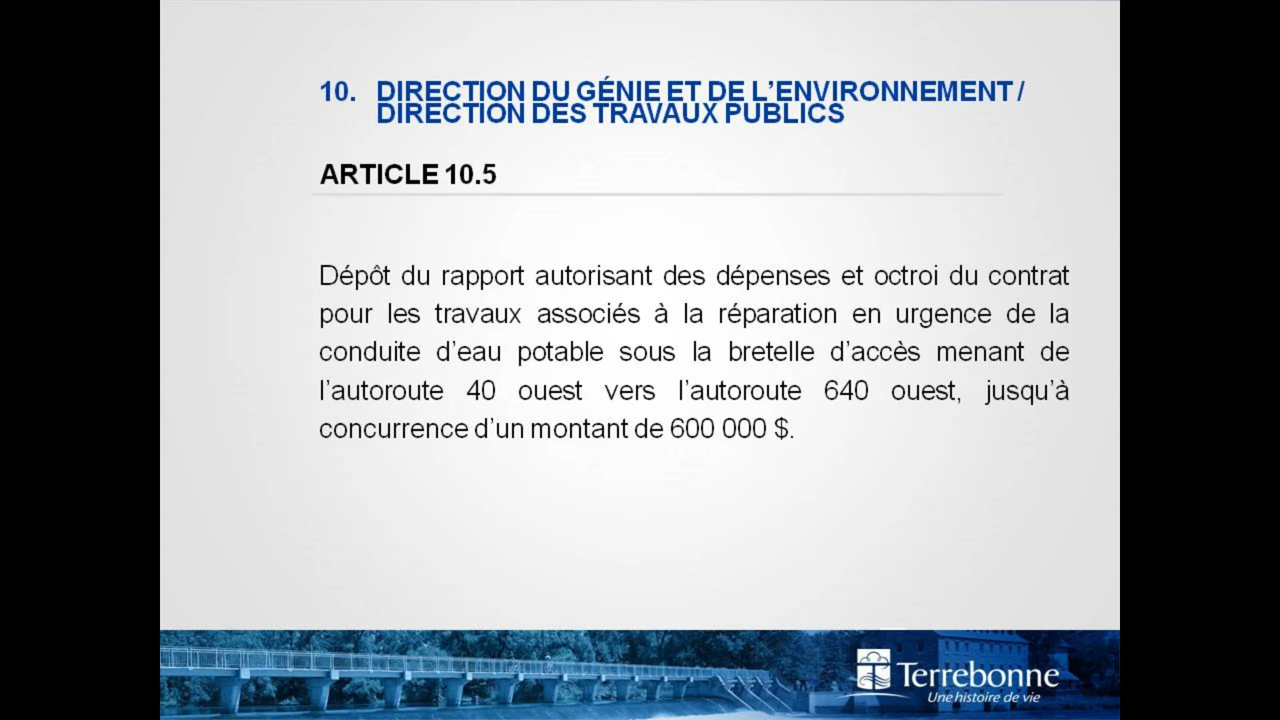 10. DIRECTION DU GÉNIE ET DE L’ENVIRONNEMENT /
DIRECTION DES TRAVAUX PUBLICS
ARTICLE 10.5
Dépôt du rapport autorisant des dépenses et octroi du contrat
pour les travaux associés à la réparation en urgence de la
conduite d’eau potable sous la bretelle d’accès menant de
l’autoroute 40 ouest vers l’autoroute 640 ouest, jusqu’à
concurrence d’un montant de 600 000 $.
Terrebonne
Une histoire de vie